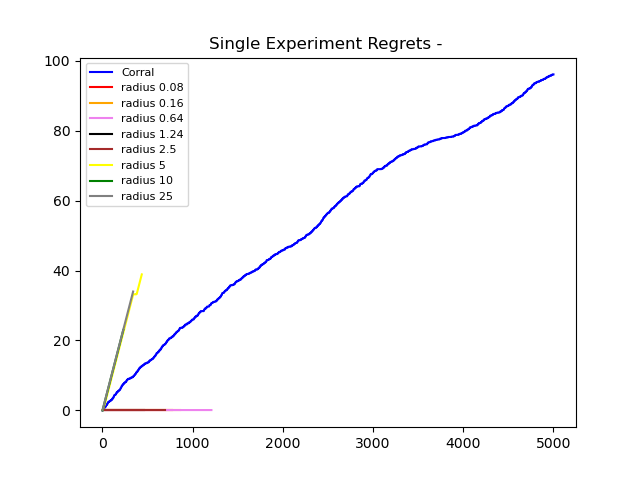 Single Experiment Regrets -
100
80
60
40
20
0
Corral
radius 0.08
radius 0.16
radius 0.64
radius 1.24
radius 2.5
radius 5
radius 10
radius 25
0 1000 2000 3000 4000 5000